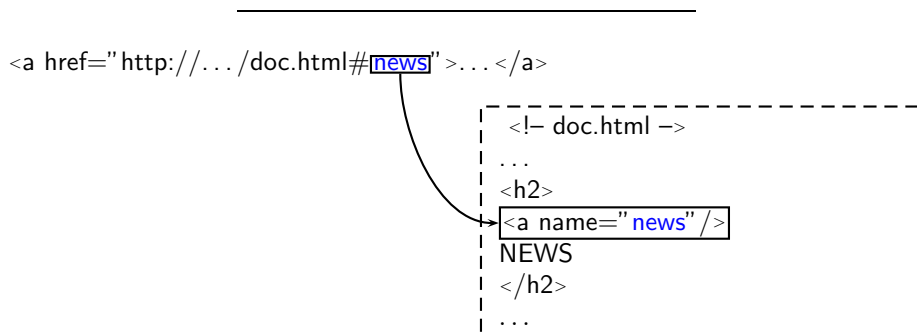 <a href="http://.../doc.html#news">...</a>
<!– doc.html –>
...
<h2>
<a name="news"/>
NEWS
</h2>
...